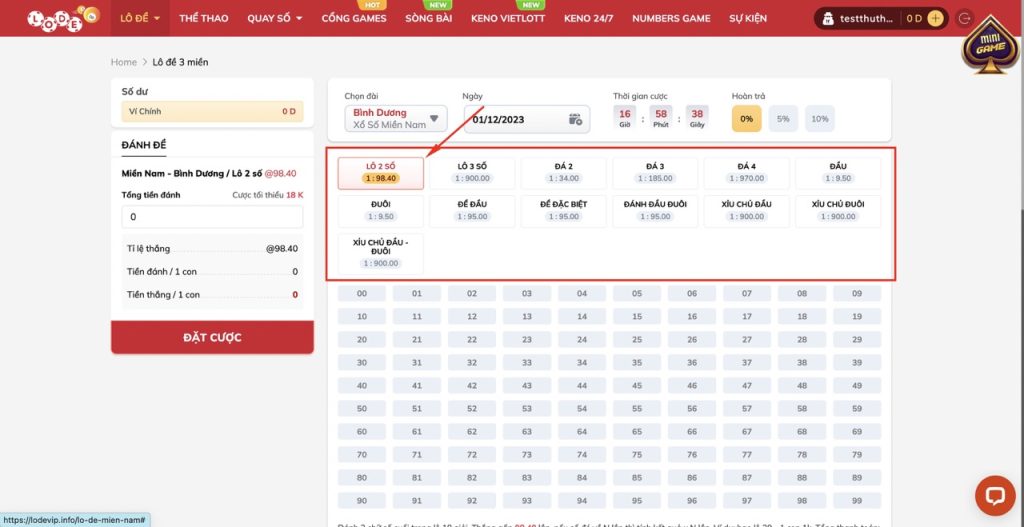 LODE
LÔ ĐỀ
THỂ THAO
QUAY SỐ
HOT
CỔNG GAMES
NEW
SÒNG BÀI
NEW
KENO VIETLOTT
KENO 24/7
NUMBERS GAME
SỰ KIỆN
testthuth...
0 D
mini
GAME
Home > Lô đề 3 miền
Số dư
Ví Chính 0 D
ĐÁNH ĐỀ
Miền Nam - Bình Dương / Lô 2 số @98.40
Tổng tiền đánh Cược tối thiểu 18 K
0
Tỉ lệ thắng @98.40
Tiền đánh / 1 con 0
Tiền thắng / 1 con 0
ĐẶT CƯỢC
Chọn đài
Bình Dương
Xổ Số Miền Nam
Ngày
01/12/2023
Thời gian cược
16 : 58 : 38
Giờ Phút Giây
Hoàn trả
0% 5% 10%
LÔ 2 SỐ
1 : 98.40
LÔ 3 SỐ
1 : 900.00
ĐÁ 2
1 : 34.00
ĐÁ 3
1 : 185.00
ĐÁ 4
1 : 970.00
ĐẦU
1 : 9.50
ĐUÔI
1 : 9.50
ĐỀ ĐẦU
1 : 95.00
ĐỀ ĐẶC BIỆT
1 : 95.00
ĐÁNH ĐẦU ĐUÔI
1 : 95.00
XỈU CHỦ ĐẦU
1 : 900.00
XỈU CHỦ ĐUÔI
1 : 900.00
XỈU CHỦ ĐẦU -
ĐUÔI
1 : 900.00
00 01 02 03 04 05 06 07 08 09
10 11 12 13 14 15 16 17 18 19
20 21 22 23 24 25 26 27 28 29
30 31 32 33 34 35 36 37 38 39
40 41 42 43 44 45 46 47 48 49
50 51 52 53 54 55 56 57 58 59
60 61 62 63 64 65 66 67 68 69
70 71 72 73 74 75 76 77 78 79
80 81 82 83 84 85 86 87 88 89
90 91 92 93 94 95 96 97 98 99
https://lodevip.info/lo-de-mien-nam#